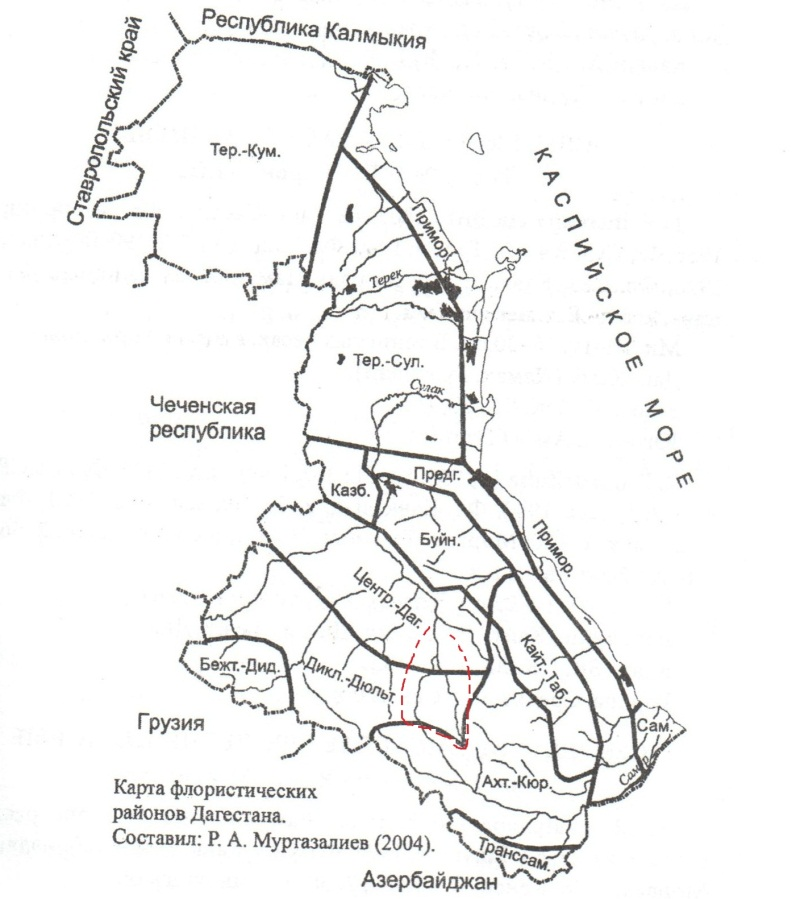 Республика Калмыкия
Ставропольский край
Тер.-Кум.
КАСПИЙСКОЕ МОРЕ
Примор.
Терек
Тер.-Сул.
Сулак
Чеченская
республика
Предг.
Казб.
Буйн.
Примор.
Центр.-Даг.
Кайт.-Таб.
Бежт.-Дид.
Дикл.-Дюльт.
Грузия
Сам.
Самур
Ахт.-Кюр.
Карта флористических
районов Дагестана.
Составил: Р. А. Муртазалиев (2004).
Транссам.
Азербайджан